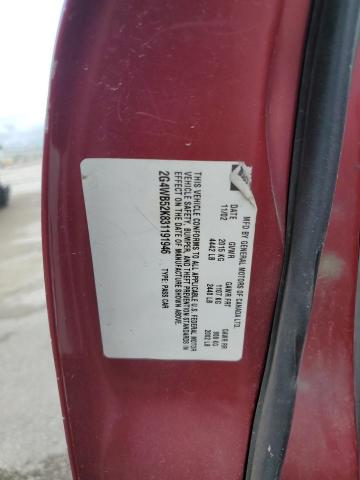 MFD BY GENERAL MOTORS OF CANADA LTD.
DATE GVWR GAWR FRT GAWR RR
11/02 2015 KG 1107 KG 908 KG
4442 LB 2440 LB 2002 LB
THIS VEHICLE CONFORMS TO ALL APPLICABLE U.S. FEDERAL MOTOR
VEHICLE SAFETY, BUMPER, AND THEFT PREVENTION STANDARDS IN
EFFECT ON THE DATE OF MANUFACTURE SHOWN ABOVE.
2G4WB52K831191946 TYPE: PASS CAR